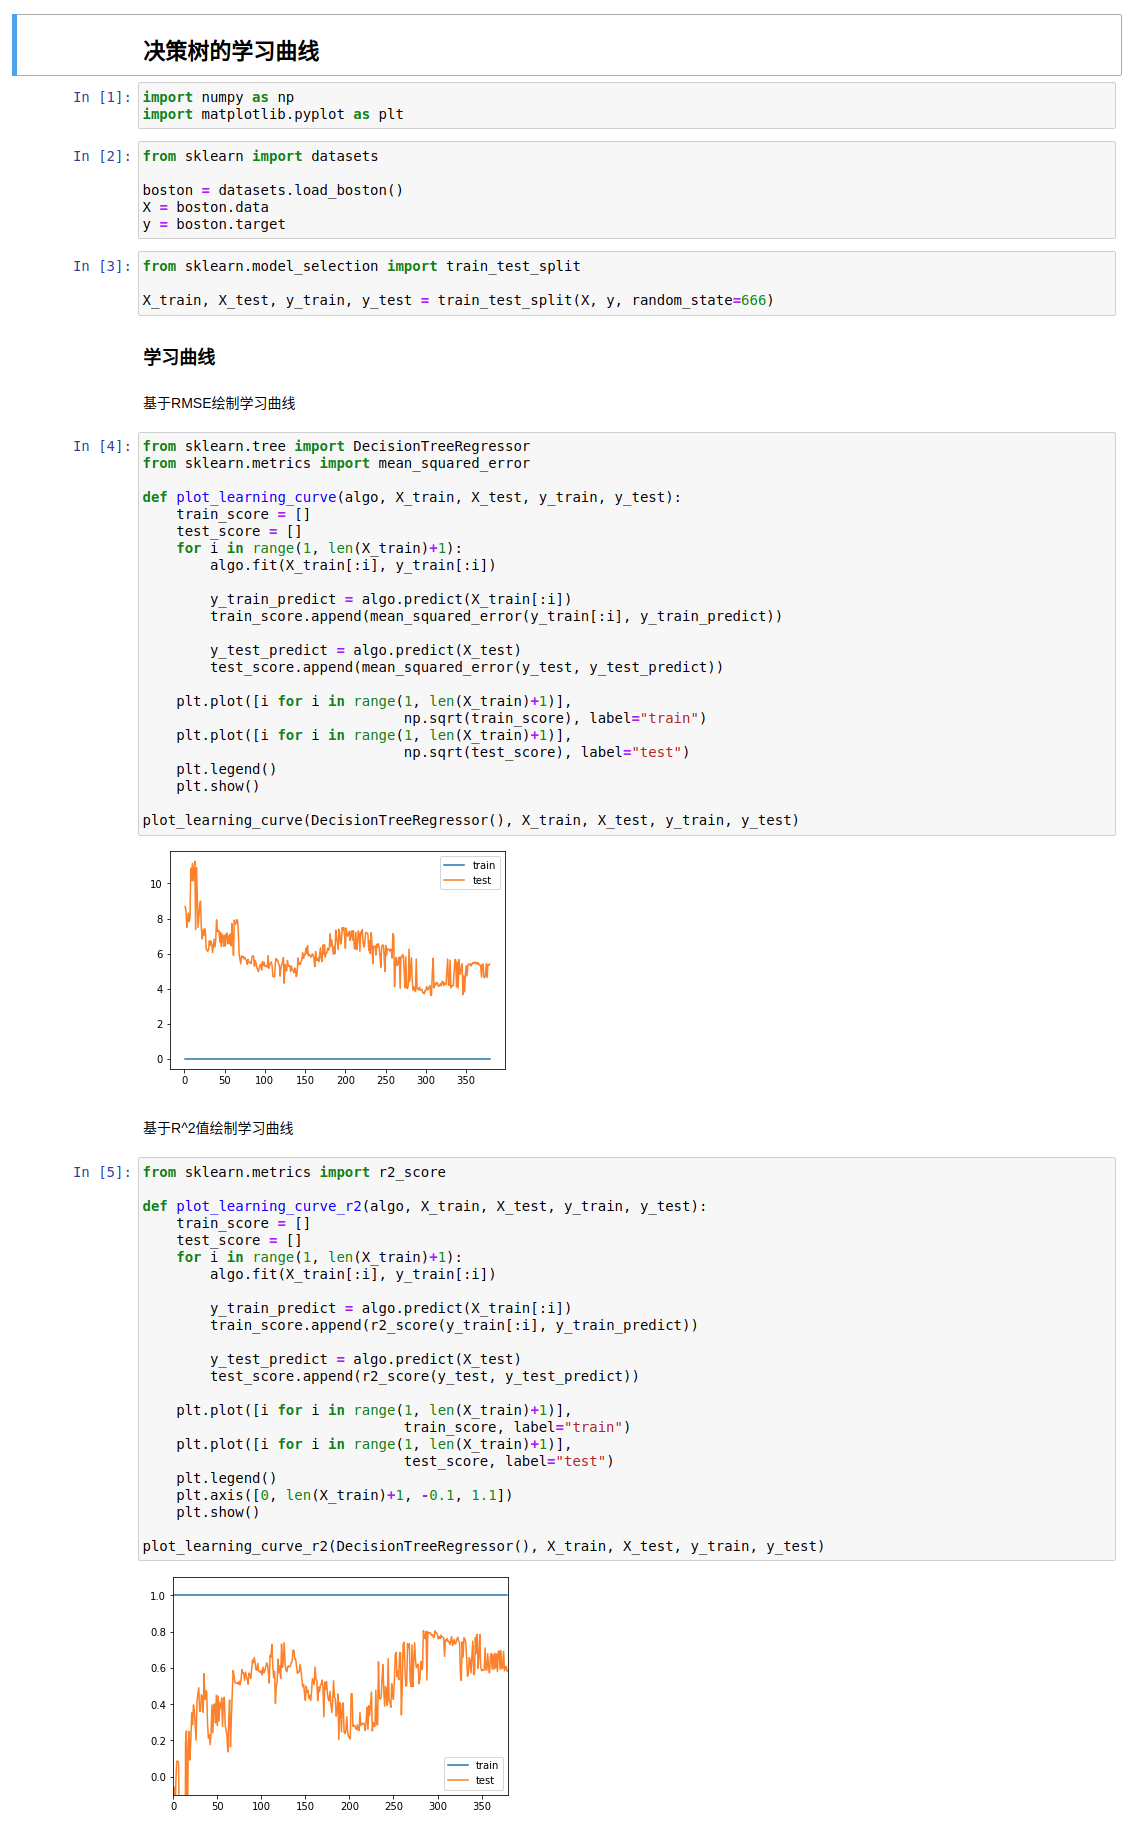 决策树的学习曲线
In [1]:
import numpy as np
import matplotlib.pyplot as plt
In [2]:
from sklearn import datasets

boston = datasets.load_boston()
X = boston.data
y = boston.target
In [3]:
from sklearn.model_selection import train_test_split

X_train, X_test, y_train, y_test = train_test_split(X, y, random_state=666)
学习曲线
基于RMSE绘制学习曲线
In [4]:
from sklearn.tree import DecisionTreeRegressor
from sklearn.metrics import mean_squared_error

def plot_learning_curve(algo, X_train, X_test, y_train, y_test):
    train_score = []
    test_score = []
    for i in range(1, len(X_train)+1):
        algo.fit(X_train[:i], y_train[:i])

        y_train_predict = algo.predict(X_train[:i])
        train_score.append(mean_squared_error(y_train[:i], y_train_predict))

        y_test_predict = algo.predict(X_test)
        test_score.append(mean_squared_error(y_test, y_test_predict))

    plt.plot([i for i in range(1, len(X_train)+1)],
                               np.sqrt(train_score), label="train")
    plt.plot([i for i in range(1, len(X_train)+1)],
                               np.sqrt(test_score), label="test")
    plt.legend()
    plt.show()

plot_learning_curve(DecisionTreeRegressor(), X_train, X_test, y_train, y_test)
train
test
10
8
6
4
2
0
0 50 100 150 200 250 300 350
基于R^2值绘制学习曲线
In [5]:
from sklearn.metrics import r2_score

def plot_learning_curve_r2(algo, X_train, X_test, y_train, y_test):
    train_score = []
    test_score = []
    for i in range(1, len(X_train)+1):
        algo.fit(X_train[:i], y_train[:i])

        y_train_predict = algo.predict(X_train[:i])
        train_score.append(r2_score(y_train[:i], y_train_predict))

        y_test_predict = algo.predict(X_test)
        test_score.append(r2_score(y_test, y_test_predict))

    plt.plot([i for i in range(1, len(X_train)+1)],
                               train_score, label="train")
    plt.plot([i for i in range(1, len(X_train)+1)],
                               test_score, label="test")
    plt.legend()
    plt.axis([0, len(X_train)+1, -0.1, 1.1])
    plt.show()

plot_learning_curve_r2(DecisionTreeRegressor(), X_train, X_test, y_train, y_test)
1.0
0.8
0.6
0.4
0.2
0.0
train
test
0 50 100 150 200 250 300 350